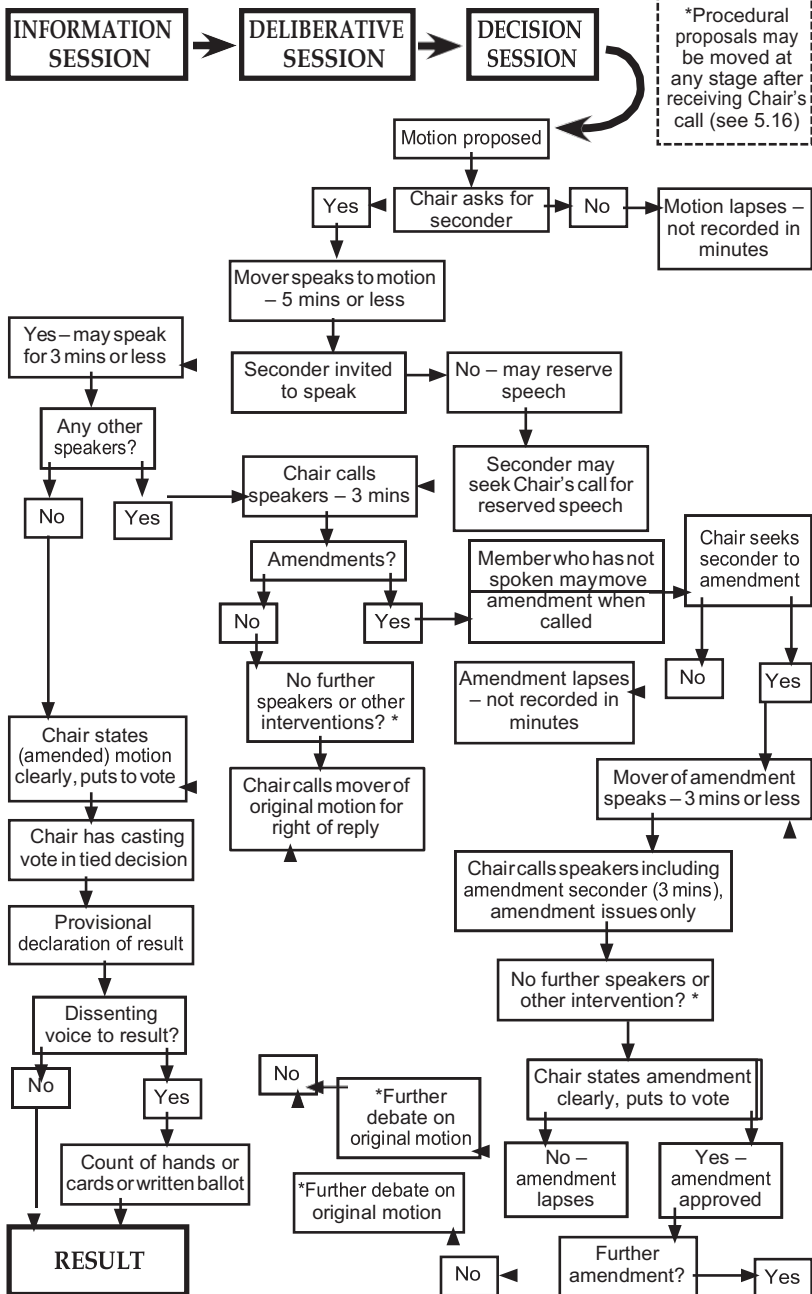 INFORMATION
SESSION
DELIBERATIVE
SESSION
DECISION
SESSION
*Procedural
proposals may
be moved at
any stage after
receiving Chair's
call (see 5.16)
Motion proposed
Yes
Chair asks for
seconder
No
Motion lapses –
not recorded in
minutes
Mover speaks to motion
– 5 mins or less
Yes – may speak
for 3 mins or less
Seconder invited
to speak
No – may reserve
speech
Any other
speakers?
Chair calls
speakers – 3 mins
Seconder may
seek Chair's call for
reserved speech
No
Yes
Amendments?
Member who has not
spoken may move
amendment when
called
Chair seeks
seconder to
amendment
No
Yes
No further
speakers or other
interventions? *
Amendment lapses
– not recorded in
minutes
No
Yes
Chair states
(amended) motion
clearly, puts to vote
Chair calls mover of
original motion for
right of reply
Mover of amendment
speaks – 3 mins or less
Chair has casting
vote in tied decision
Chair calls speakers including
amendment seconder (3 mins),
amendment issues only
Provisional
declaration of result
No further speakers or
other intervention? *
Dissenting
voice to result?
No
Yes
No
*Further
debate on
original motion
Chair states amendment
clearly, puts to vote
Count of hands or
cards or written ballot
*Further debate on
original motion
No –
amendment
lapses
Yes –
amendment
approved
RESULT
No
Further
amendment?
Yes